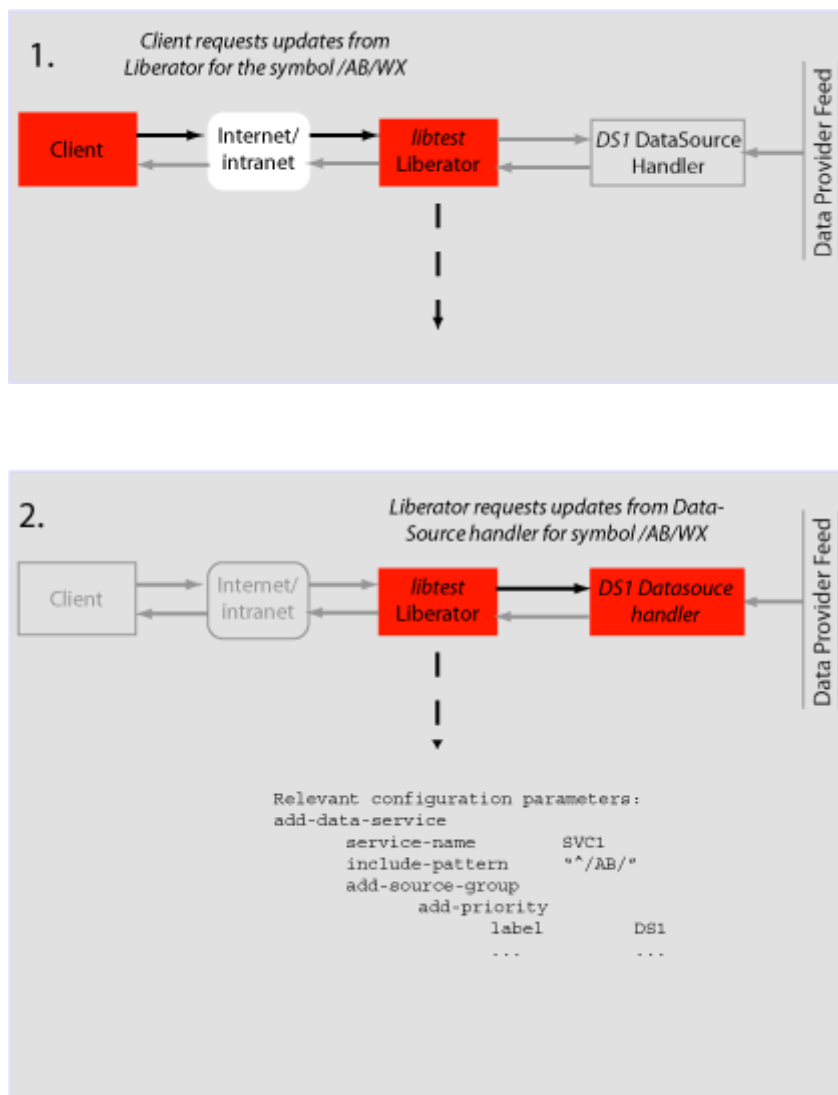 1.
Client requests updates from
Liberator for the symbol /AB/WX
Client
Internet/
intranet
libtest
Liberator
DS1 DataSource
Handler
Data Provider Feed
2.
Liberator requests updates from Data-
Source handler for symbol /AB/WX
Client
Internet/
intranet
libtest
Liberator
DS1 Datasouce
handler
Data Provider Feed
Relevant configuration parameters:
add-data-service
service-name SVC1
include-pattern "^/AB/"
add-source-group
add-priority
label DS1
... ...